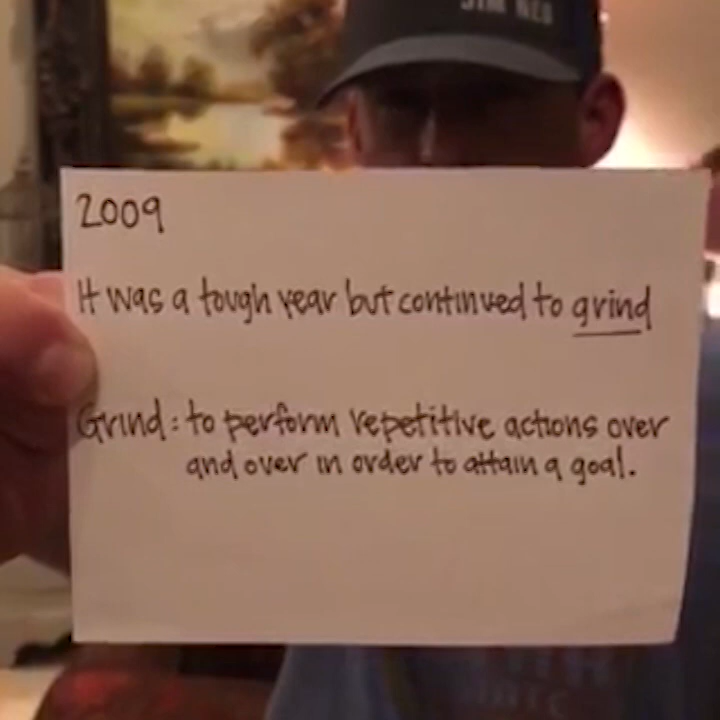 2009
It was a tough year but continued to grind
Grind: to perform repetitive actions over
and over in order to attain a goal.